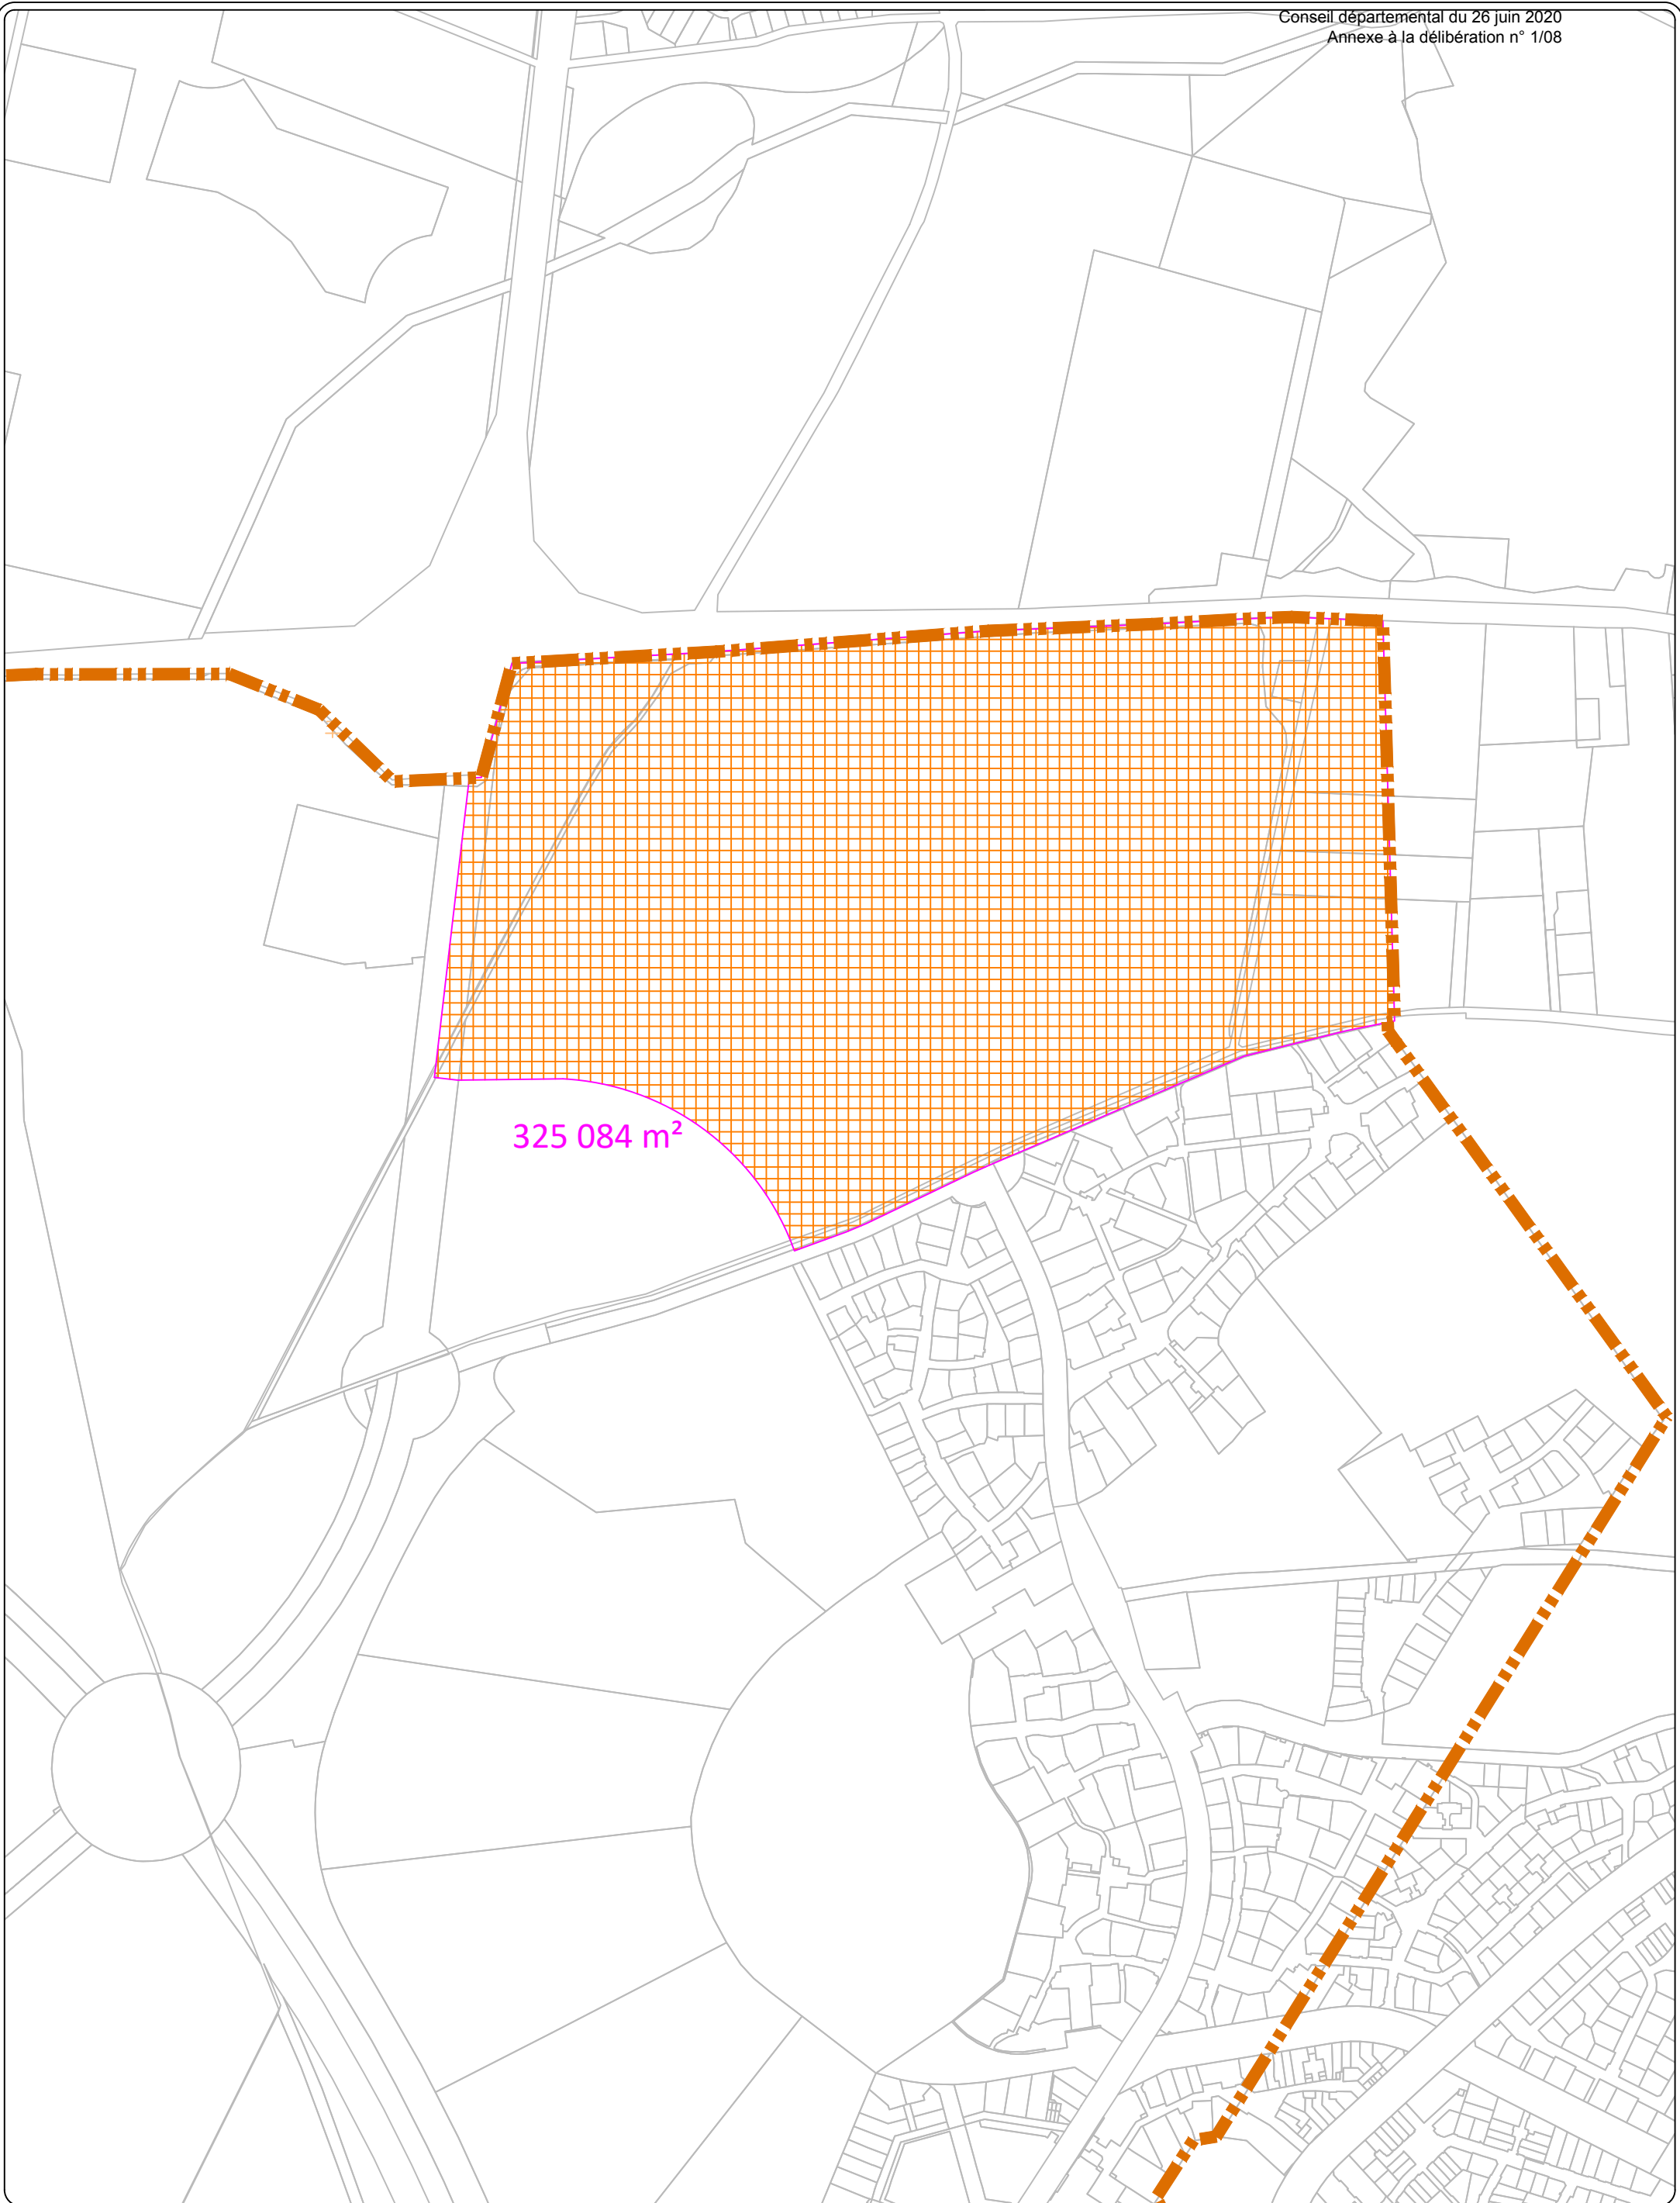 Conseil départemental du 26 juin 2020
Annexe à la délibération n° 1/08
325 084 m²